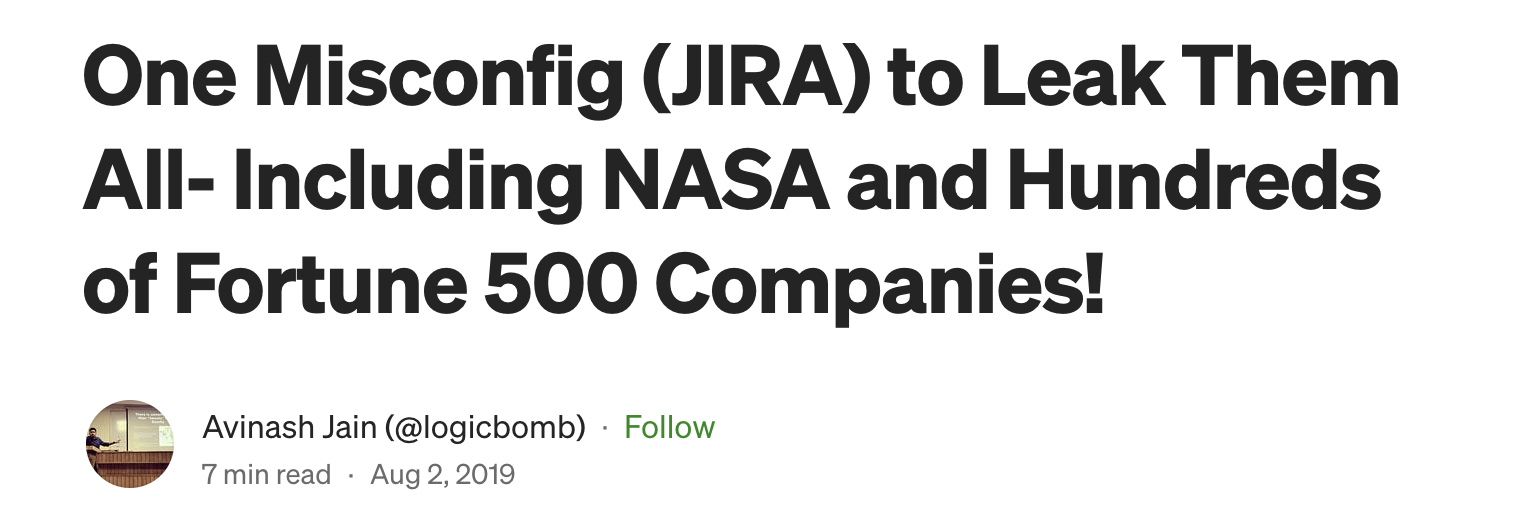 One Misconfig (JIRA) to Leak Them
All- Including NASA and Hundreds
of Fortune 500 Companies!
Avinash Jain (@logicbomb) · Follow
7 min read · Aug 2, 2019